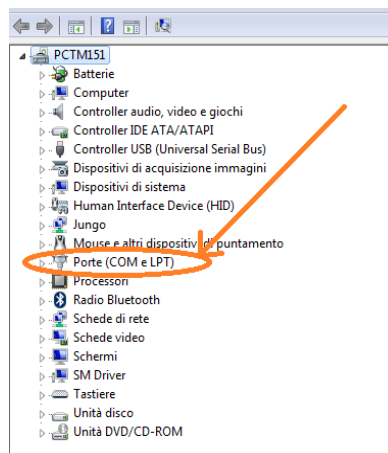 PCTM151
Batterie
Computer
Controller audio, video e giochi
Controller IDE ATA/ATAPI
Controller USB (Universal Serial Bus)
Dispositivi di acquisizione immagini
Dispositivi di sistema
Human Interface Device (HID)
Jungo
Mouse e altri dispositivi di puntamento
Porte (COM e LPT)
Processori
Radio Bluetooth
Schede di rete
Schede video
Schermi
SM Driver
Tastiere
Unità disco
Unità DVD/CD-ROM